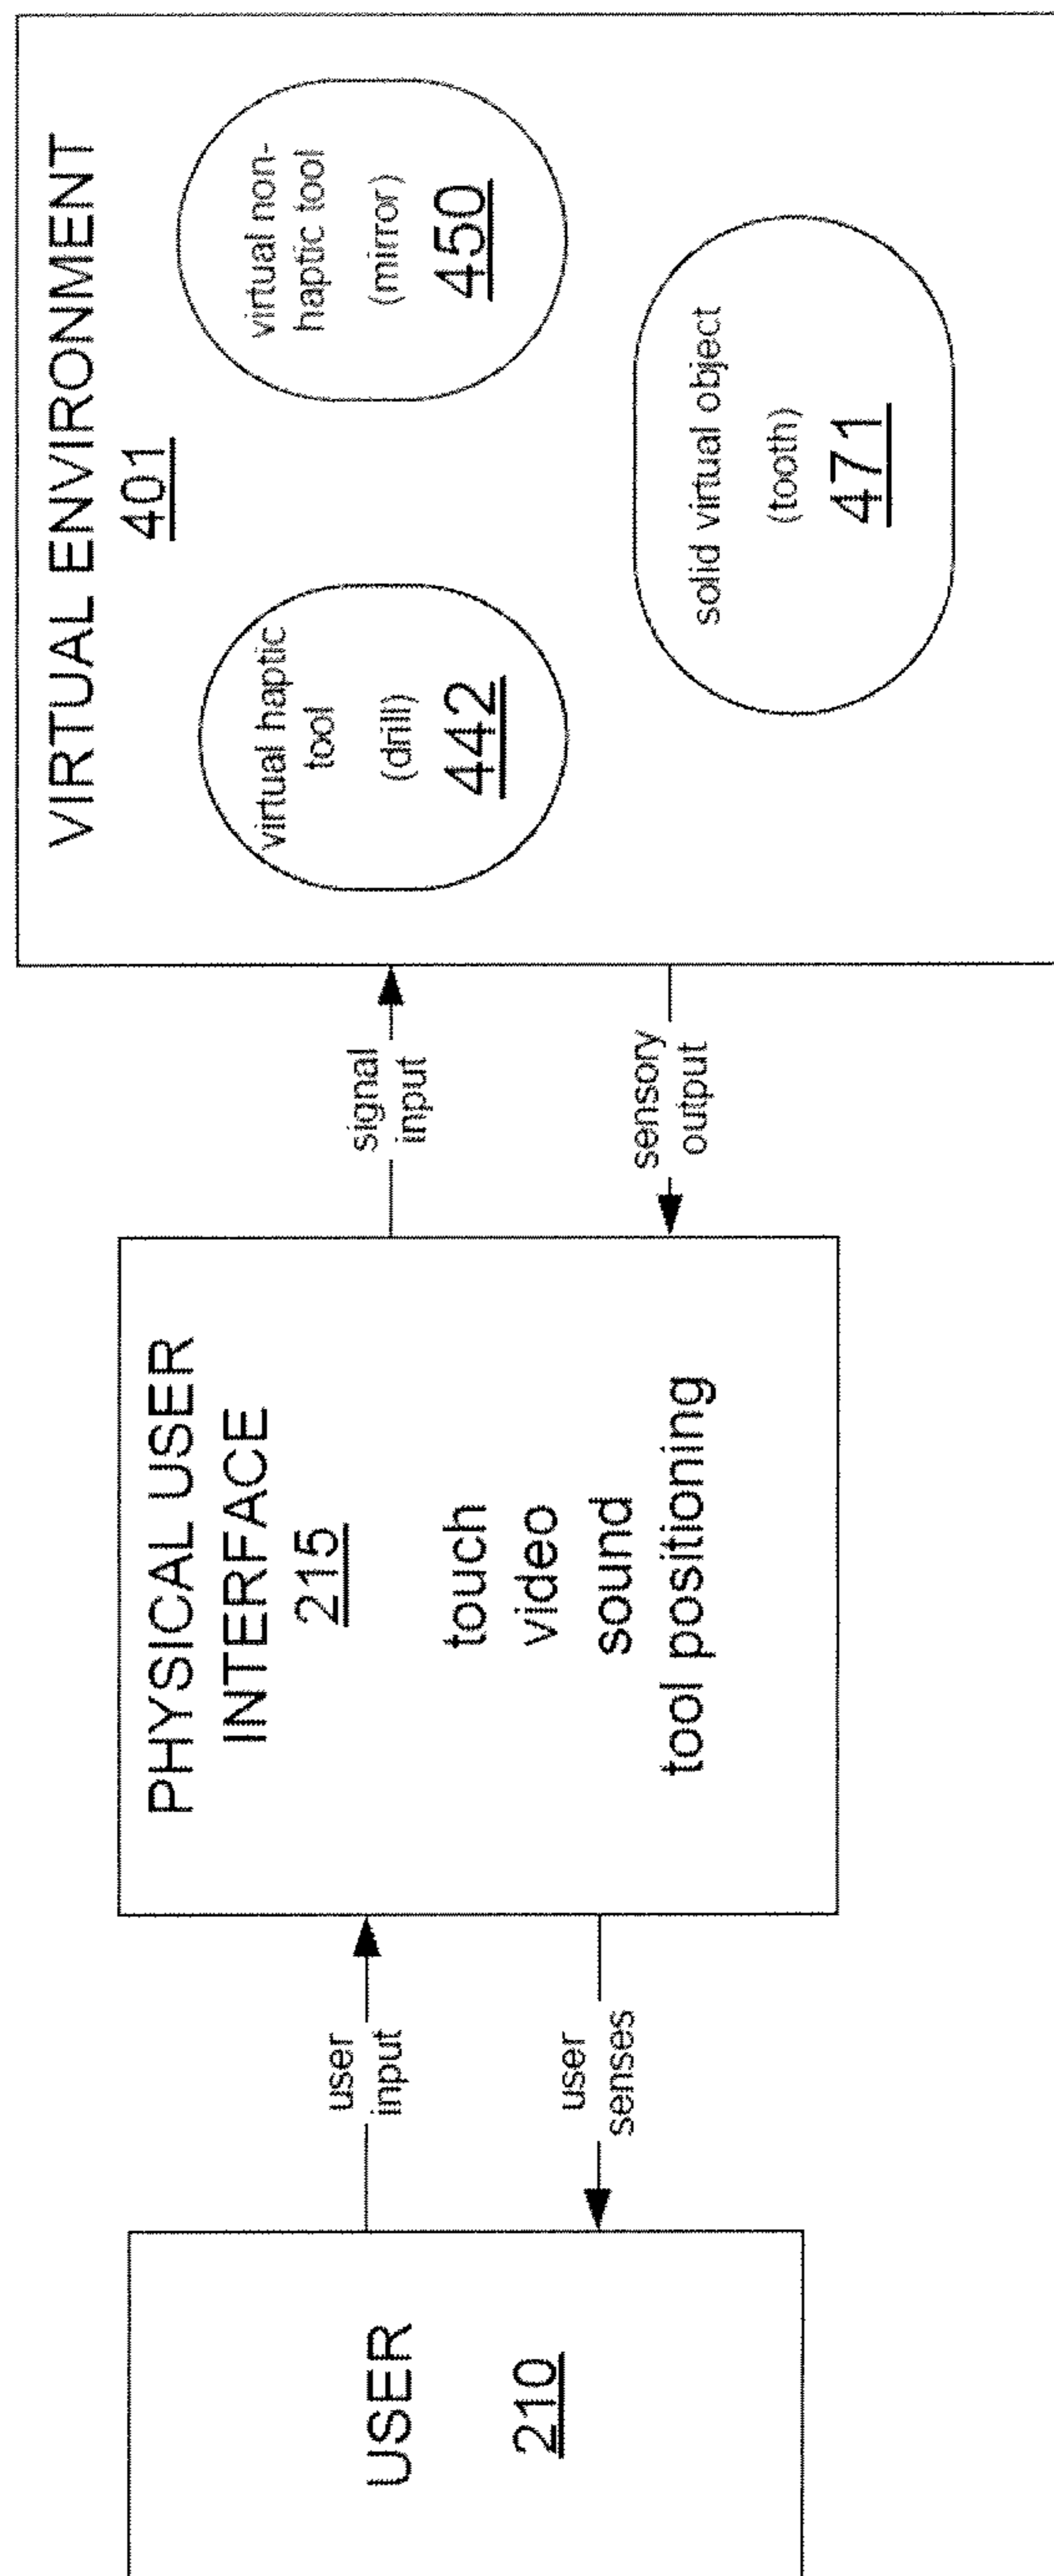 USER
210
user
input
user
senses
PHYSICAL USER
INTERFACE
215
touch
video
sound
tool positioning
signal
input
sensory
output
VIRTUAL ENVIRONMENT
401
virtual haptic
tool
(drill)
442
virtual non-
haptic tool
(mirror)
450
solid virtual object
(tooth)
471